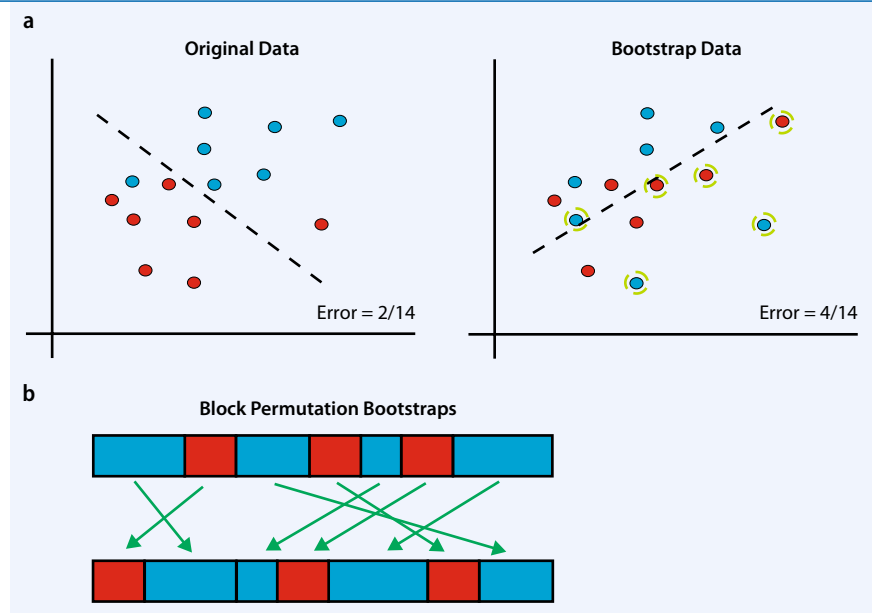 a
Original Data
Bootstrap Data
Error = 2/14
Error = 4/14
b
Block Permutation Bootstraps